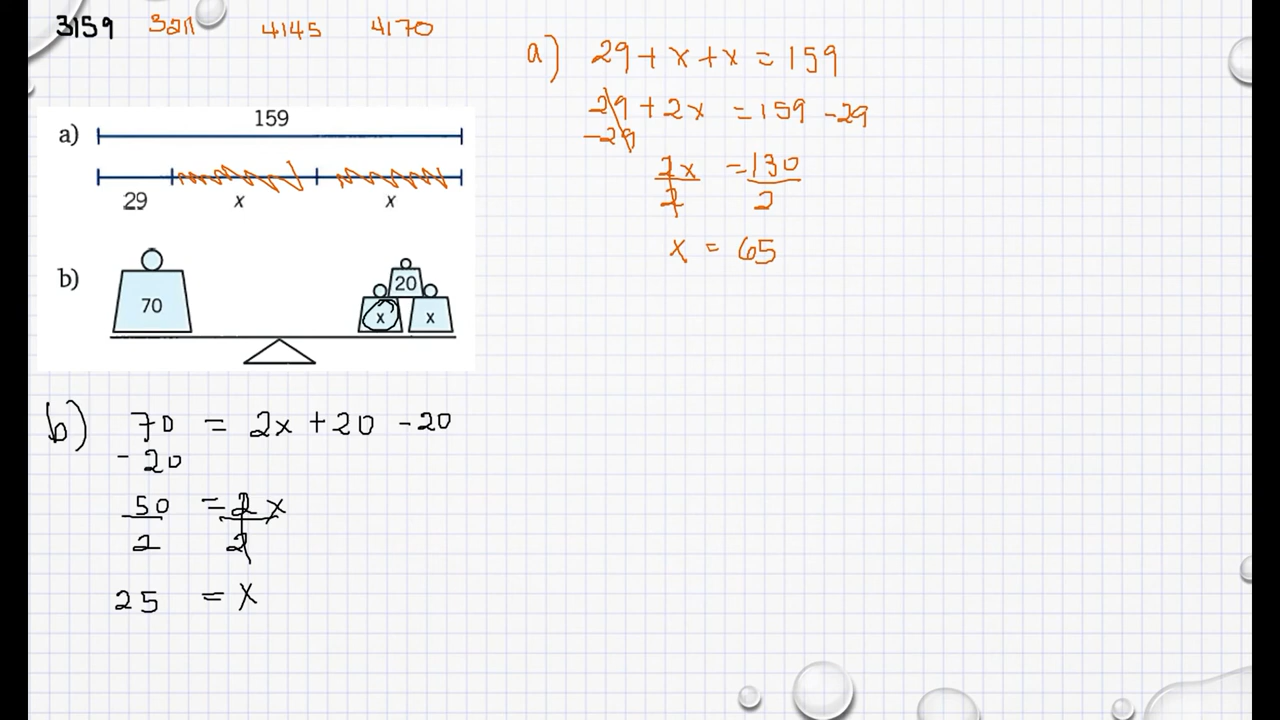 3159 3211 4145 4170
a) 159
29 x x
b) 70 20 x x
a) 29 + x + x = 159
29 + 2x = 159 - 29
-29
2x = 130
2 2
x = 65
b) 70 = 2x + 20 - 20
- 20
50 = 2x
2 2
25 = x